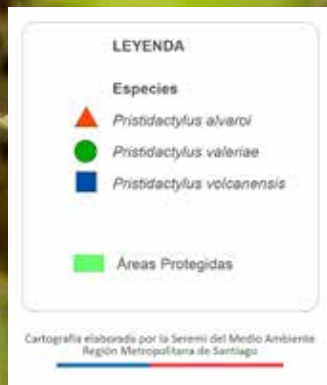 LEYENDA
Especies
Pristidactylus alvaroi
Pristidactylus valeriae
Pristidactylus volcanensis
Áreas Protegidas
Cartografía elaborada por la Seremi del Medio Ambiente
Región Metropolitana de Santiago